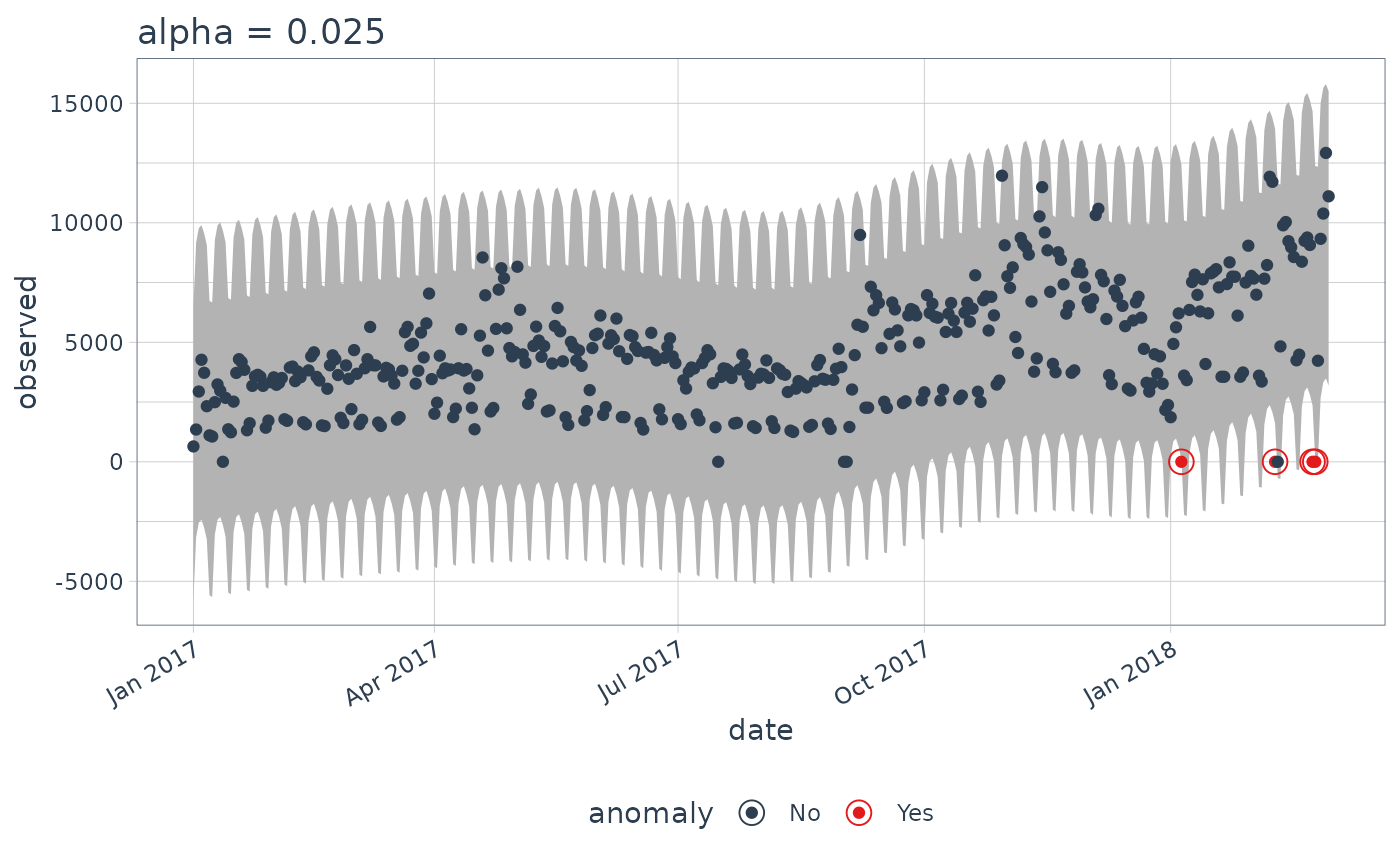 alpha = 0.025
15000
10000
5000
0
-5000
observed
Jan 2017
Apr 2017
Jul 2017
Oct 2017
Jan 2018
date
anomaly No Yes